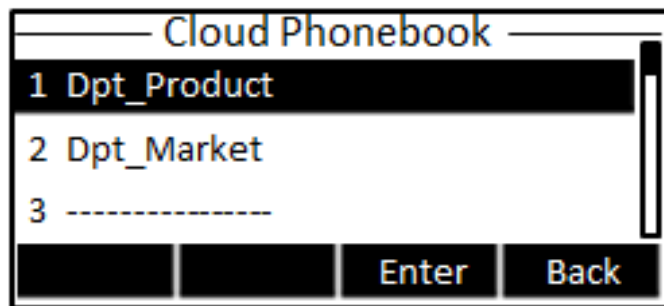 Cloud Phonebook
1 Dpt_Product
2 Dpt_Market
3 ----------------
Enter Back